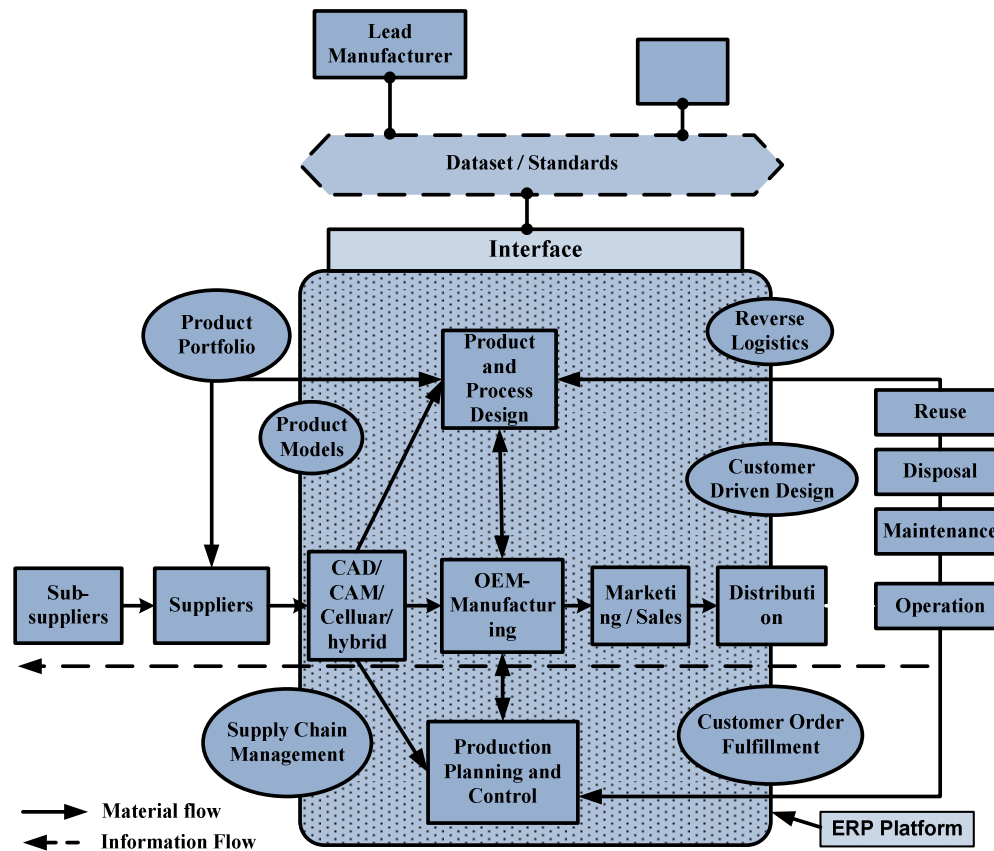 Lead
Manufacturer
Dataset / Standards
Interface
Product
Portfolio
Product
and
Process
Design
Reverse
Logistics
Reuse
Product
Models
Customer
Driven Design
Disposal
Maintenance
Sub-
suppliers
Suppliers
CAD/
CAM/
Celluar/
hybrid
OEM-
Manufactur
ing
Marketi
ng / Sales
Distributi
on
Operation
Supply Chain
Management
Production
Planning and
Control
Customer Order
Fulfillment
Material flow
Information Flow
ERP Platform